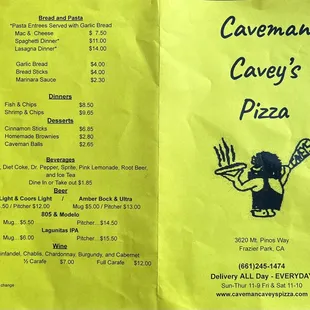 Bread and Pasta
*Pasta Entrees Served with Garlic Bread
Mac & Cheese $ 7.50
Spaghetti Dinner* $11.00
Lasagna Dinner* $14.00
Garlic Bread $4.00
Bread Sticks $4.00
Marinara Sauce $2.30
Dinners
Fish & Chips $8.50
Shrimp & Chips $9.65
Desserts
Cinnamon Sticks $6.85
Homemade Brownies $2.80
Caveman Balls $2.65
Beverages
, Diet Coke, Dr. Pepper, Sprite, Pink Lemonade, Root Beer,
and Ice Tea
Dine In or Take out $1.85
Beer
Light & Coors Light / Amber Bock & Ultra
.50 / Pitcher $12.00 Mug $5.00 / Pitcher $13.00
805 & Modelo
Mug...$5.50 Pitcher...$14.50
Lagunitas IPA
Mug...$6.00 Pitcher...$15.50
Wine
infandel, Chablis, Chardonnay, Burgundy, and Cabernet
½ Carafe $7.00 Full Carafe $12.00
change
Caveman
Cavey's
Pizza
3620 Mt. Pinos Way
Frazier Park, CA
(661)245-1474
Delivery ALL Day - EVERYDAY
Sun-Thur 11-9 Fri & Sat 11-10
www.cavemancaveyspizza.com